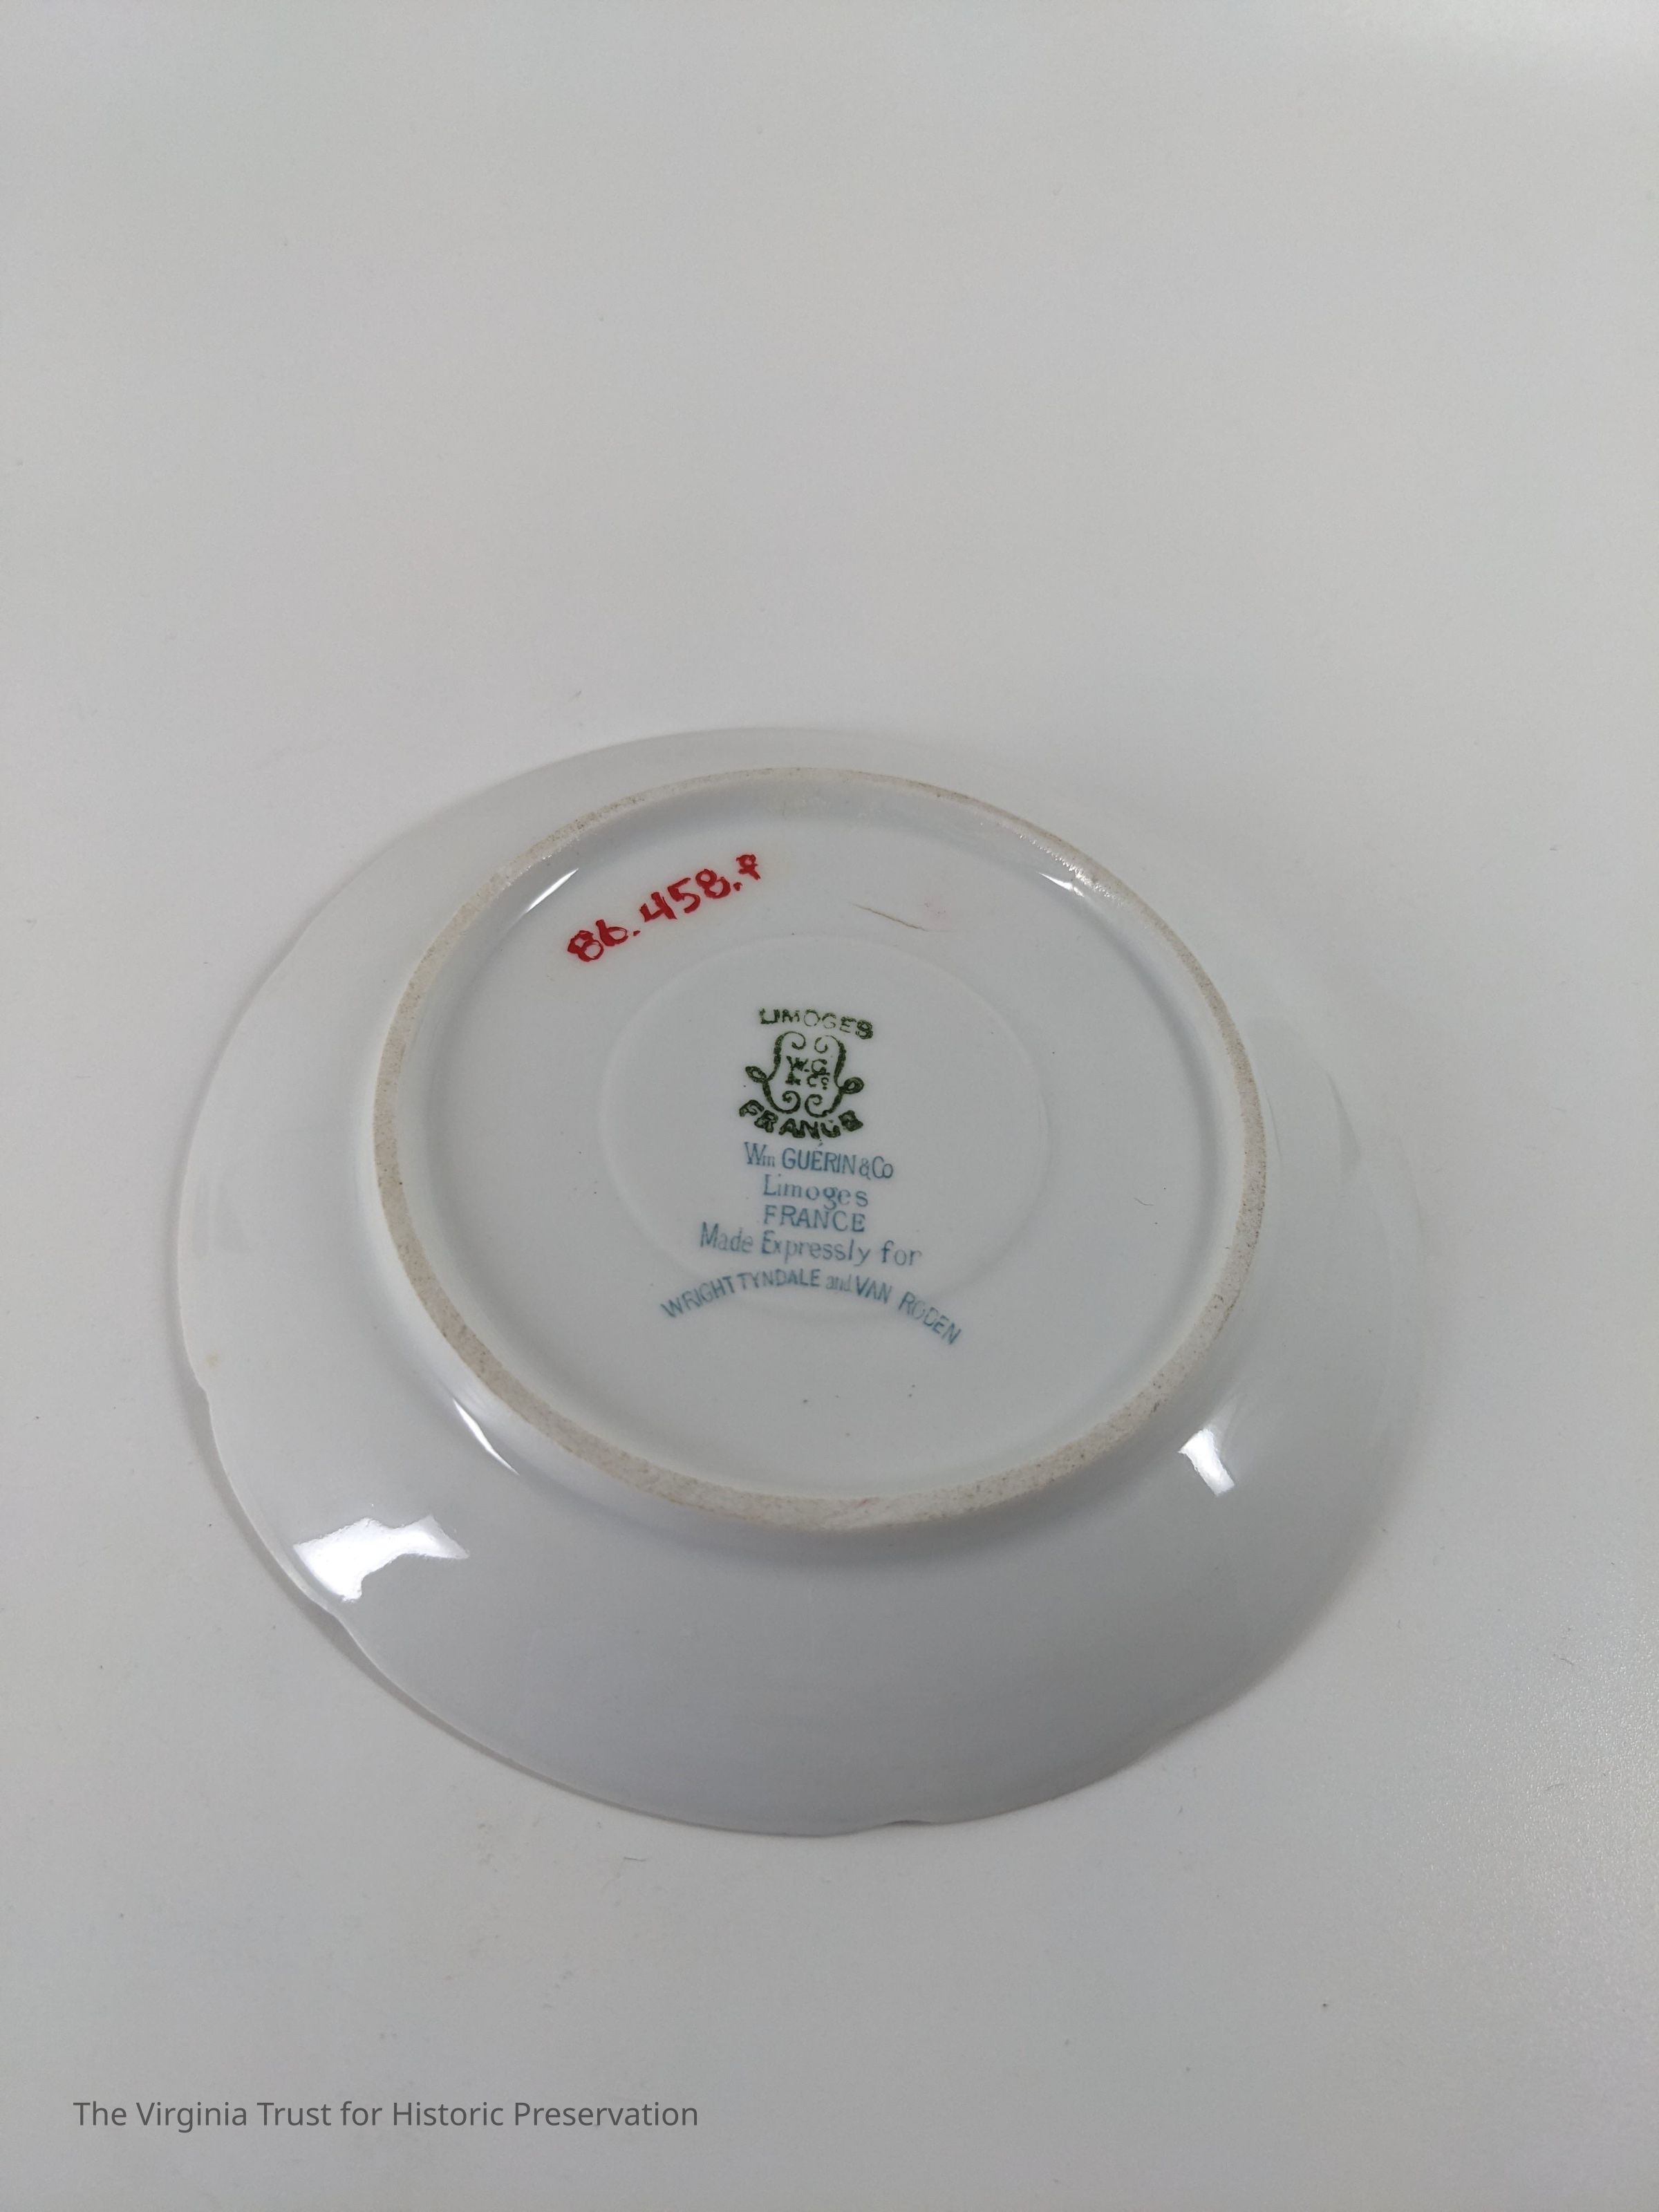 86.458.
LIMOGES
W.G.
& Co
FRANCE
Wm GUERIN & Co
Limoges
FRANCE
Made Expressly for
WRIGHT TYNDALE and VAN RODEN
The Virginia Trust for Historic Preservation